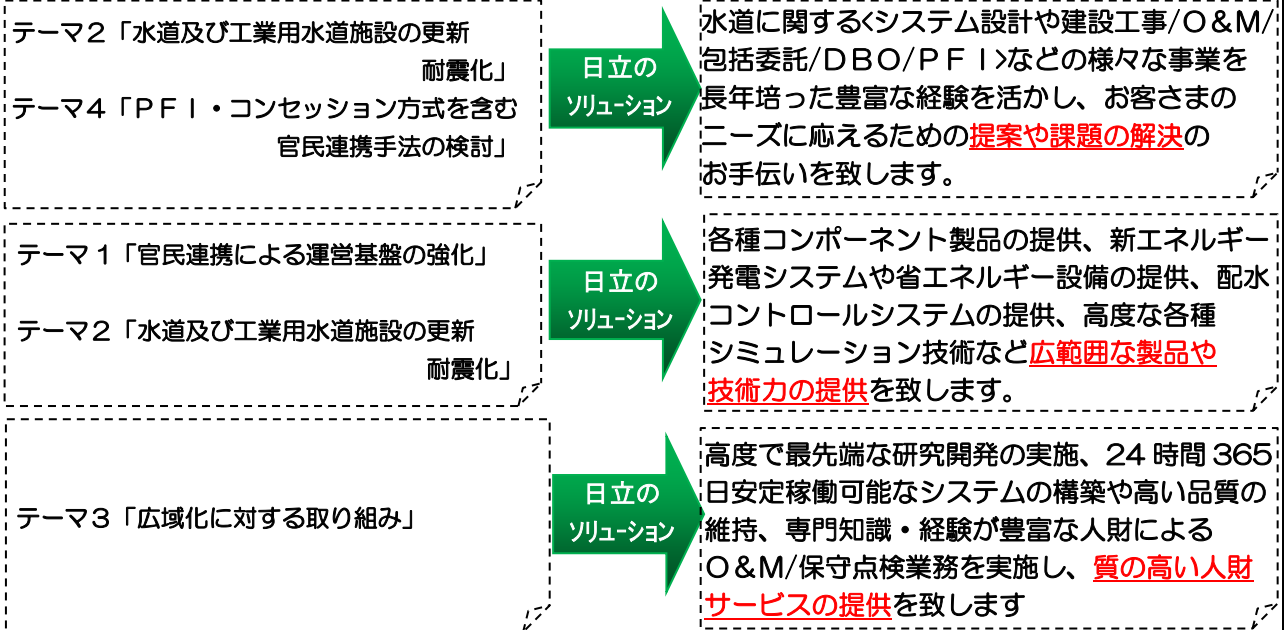 テーマ2「水道及び工業用水道施設の更新
耐震化」
テーマ4「PFI・コンセッション方式を含む
官民連携手法の検討」
日立の
ソリューション
水道に関する<システム設計や建設工事/O&M/
包括委託/DBO/PFI>などの様々な事業を
長年培った豊富な経験を活かし、お客さまの
ニーズに応えるための提案や課題の解決の
お手伝いを致します。
テーマ1「官民連携による運営基盤の強化」
テーマ2「水道及び工業用水道施設の更新
耐震化」
日立の
ソリューション
各種コンポーネント製品の提供、新エネルギー
発電システムや省エネルギー設備の提供、配水
コントロールシステムの提供、高度な各種
シミュレーション技術など広範囲な製品や
技術力の提供を致します。
テーマ3「広域化に対する取り組み」
日立の
ソリューション
高度で最先端な研究開発の実施、24時間365
日安定稼働可能なシステムの構築や高い品質の
維持、専門知識・経験が豊富な人財による
O&M/保守点検業務を実施し、質の高い人財
サービスの提供を致します